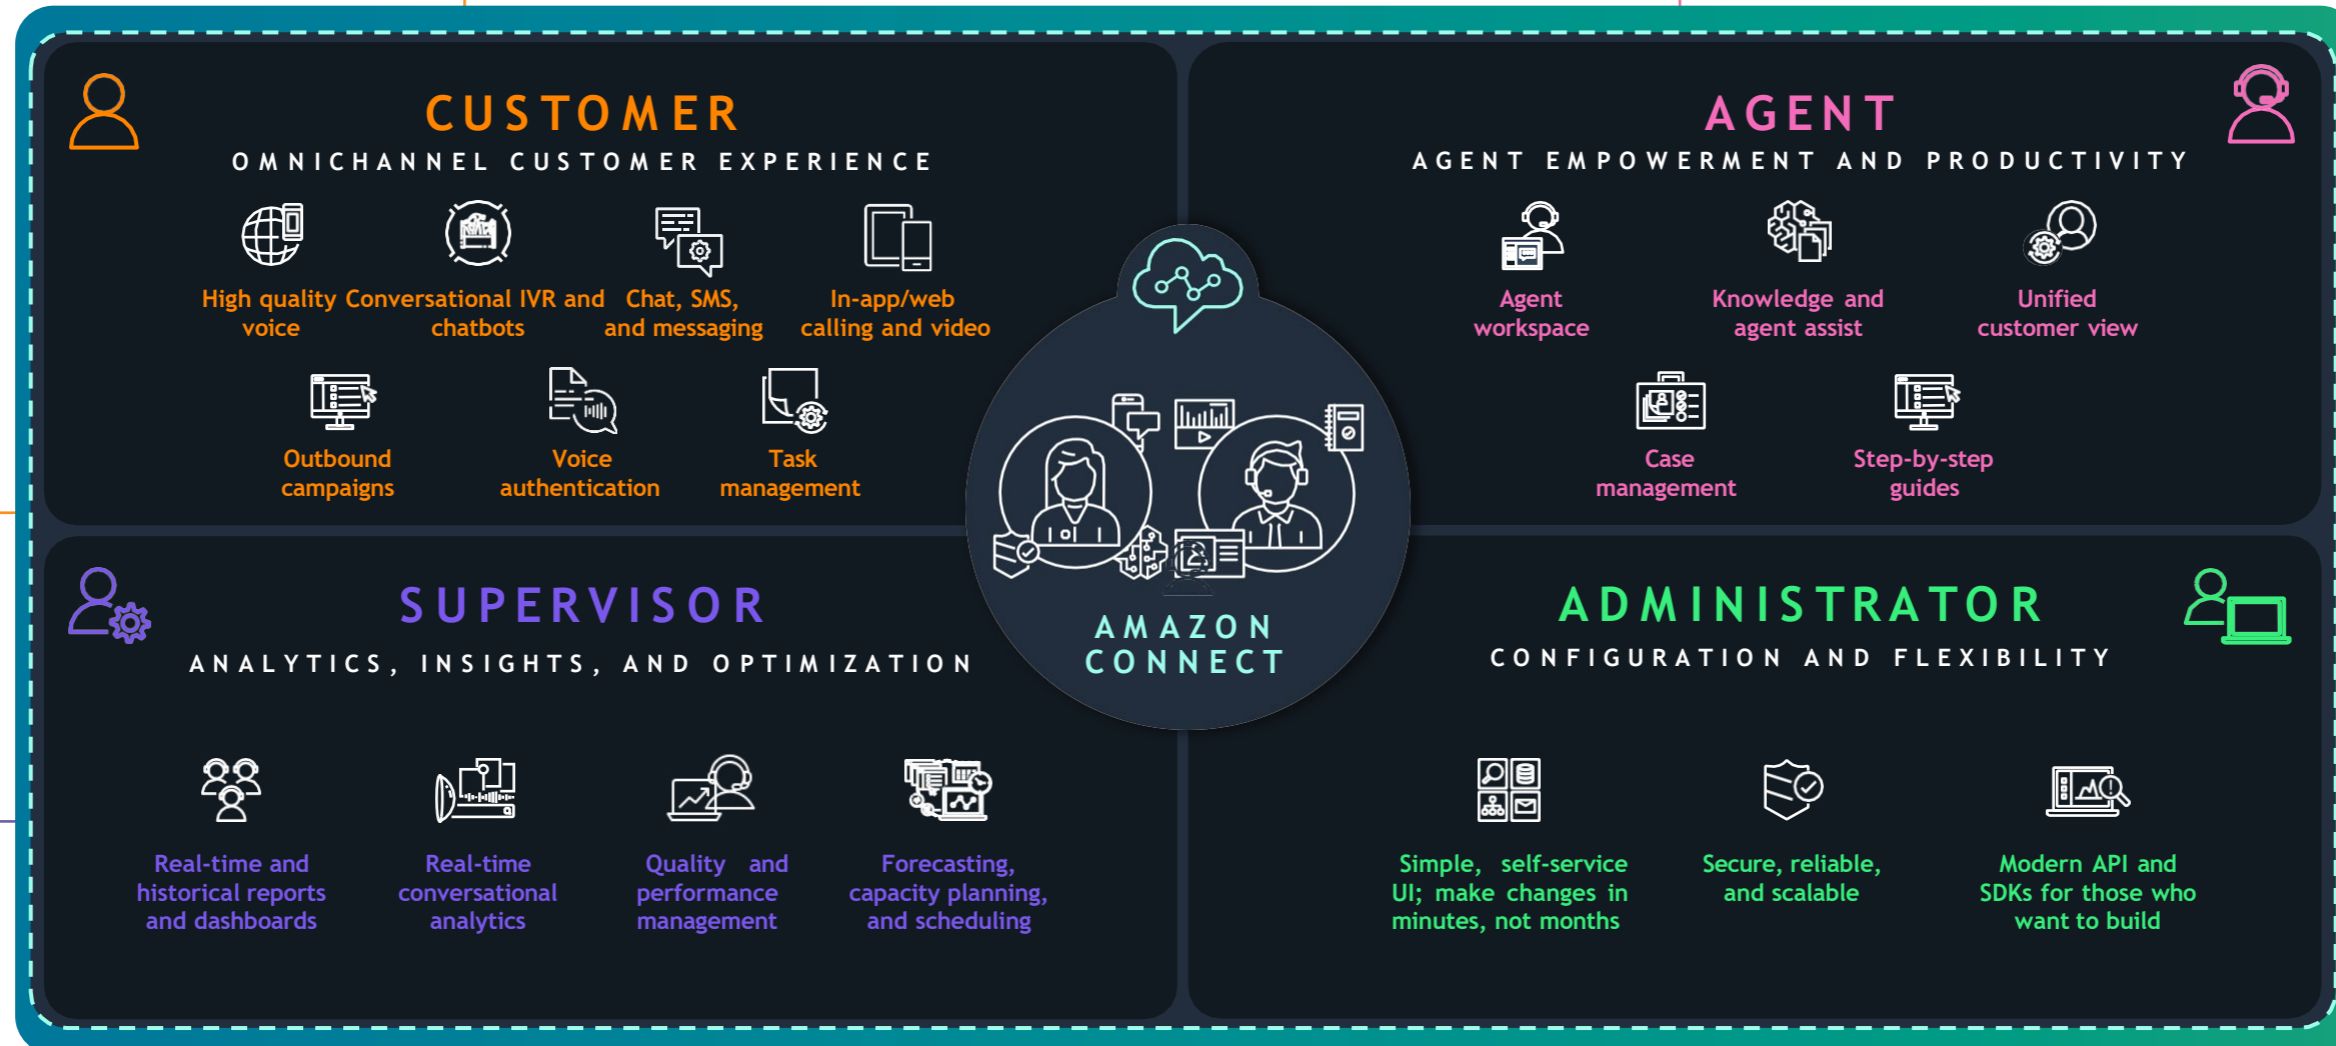 CUSTOMER
OMNICHANNEL CUSTOMER EXPERIENCE
High quality
voice
Conversational IVR and
chatbots
Chat, SMS,
and messaging
In-app/web
calling and video
Outbound
campaigns
Voice
authentication
Task
management
AGENT
AGENT EMPOWERMENT AND PRODUCTIVITY
Agent
workspace
Knowledge and
agent assist
Unified
customer view
Case
management
Step-by-step
guides
AMAZON
CONNECT
SUPERVISOR
ANALYTICS, INSIGHTS, AND OPTIMIZATION
Real-time and
historical reports
and dashboards
Real-time
conversational
analytics
Quality and
performance
management
Forecasting,
capacity planning,
and scheduling
ADMINISTRATOR
CONFIGURATION AND FLEXIBILITY
Simple, self-service
UI; make changes in
minutes, not months
Secure, reliable,
and scalable
Modern API and
SDKs for those who
want to build